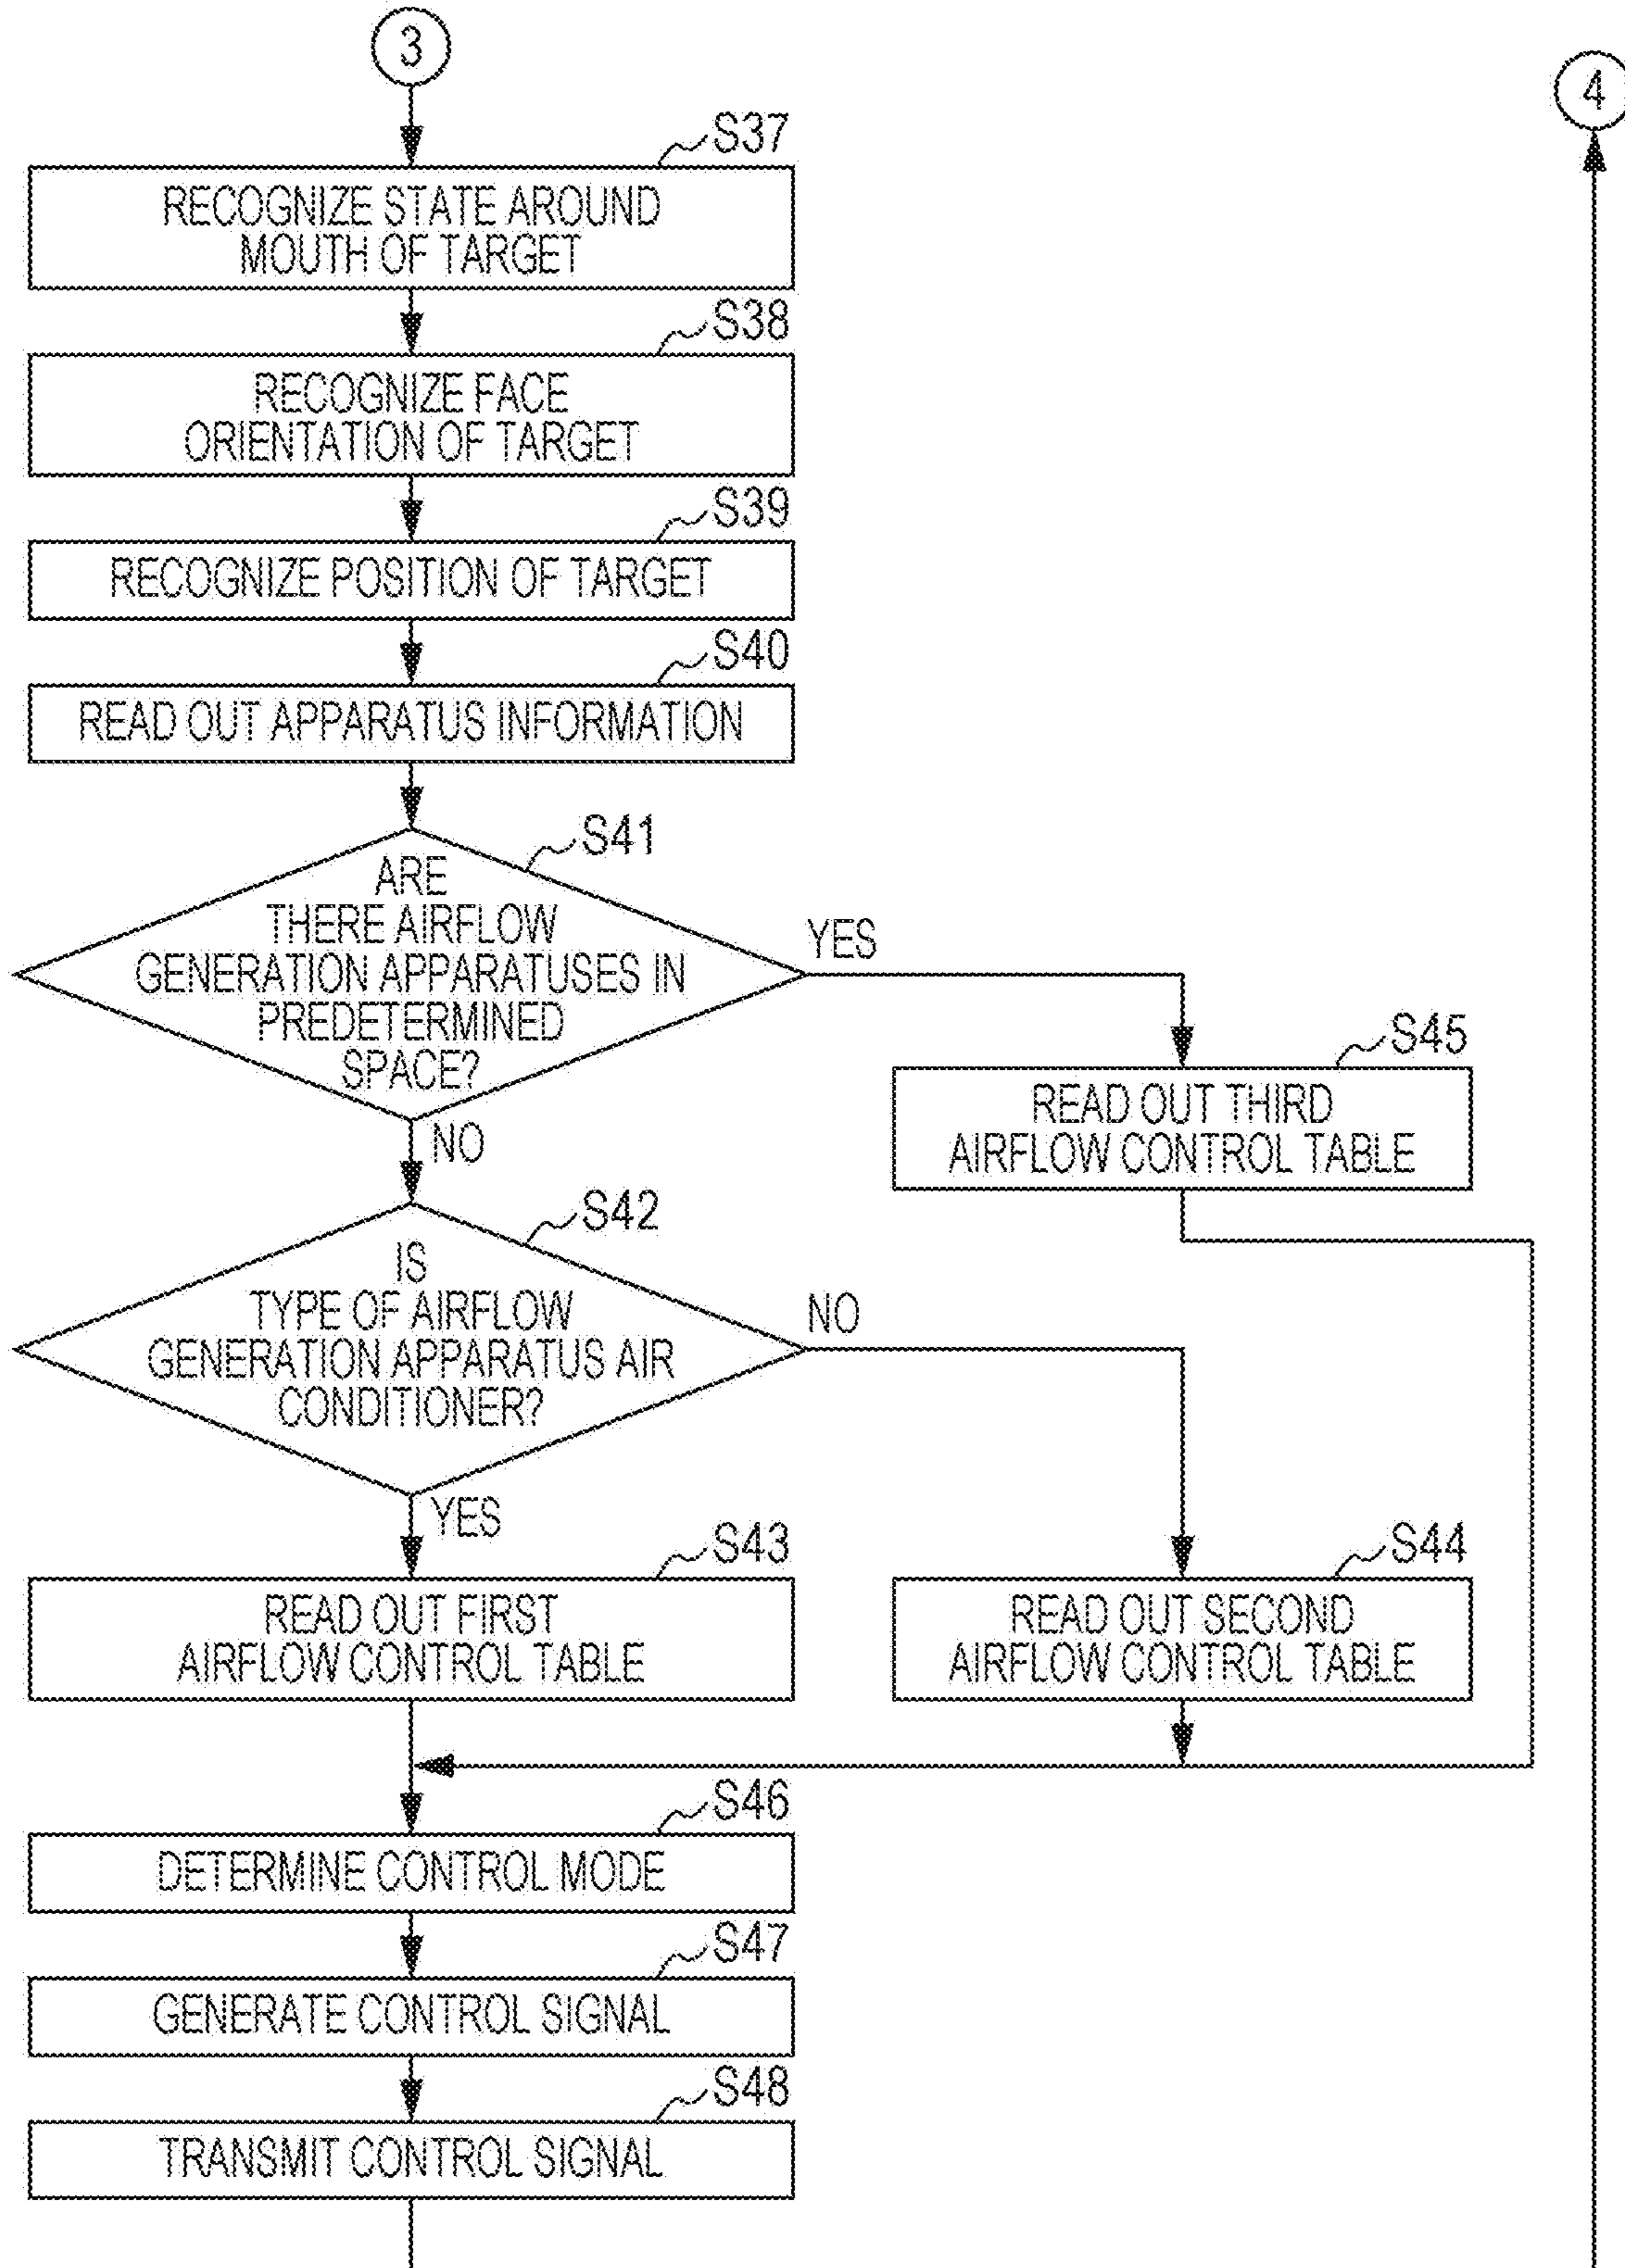 3
4
S37
RECOGNIZE STATE AROUND
MOUTH OF TARGET
S38
RECOGNIZE FACE
ORIENTATION OF TARGET
S39
RECOGNIZE POSITION OF TARGET
S40
READ OUT APPARATUS INFORMATION
S41
ARE
THERE AIRFLOW
GENERATION APPARATUSES IN
PREDETERMINED
SPACE?
YES
NO
S45
READ OUT THIRD
AIRFLOW CONTROL TABLE
S42
IS
TYPE OF AIRFLOW
GENERATION APPARATUS AIR
CONDITIONER?
NO
YES
S43
READ OUT FIRST
AIRFLOW CONTROL TABLE
S44
READ OUT SECOND
AIRFLOW CONTROL TABLE
S46
DETERMINE CONTROL MODE
S47
GENERATE CONTROL SIGNAL
S48
TRANSMIT CONTROL SIGNAL